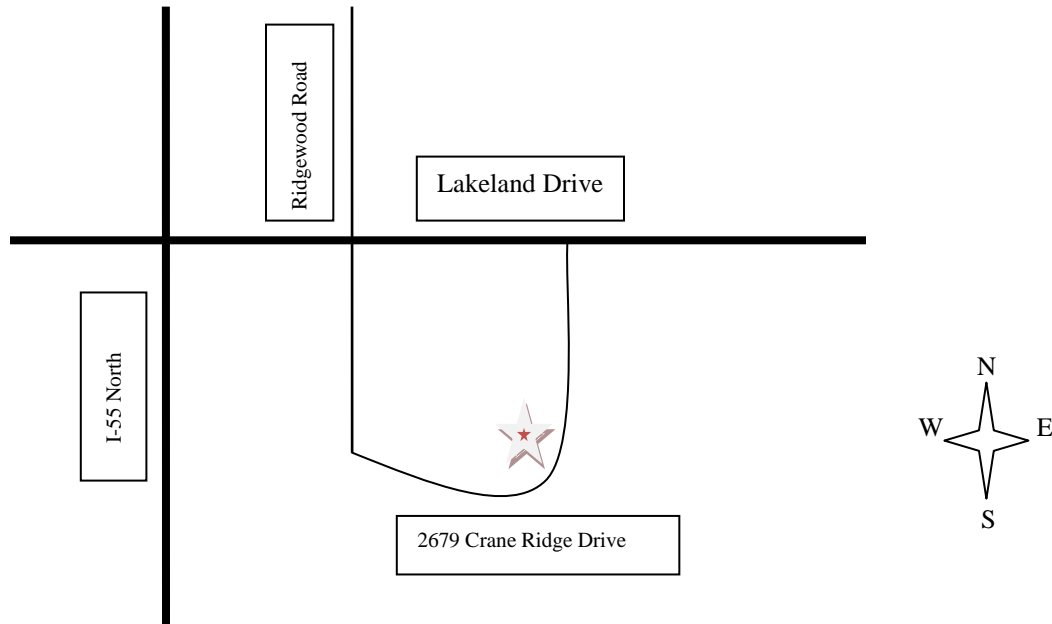 Ridgewood Road
Lakeland Drive
I-55 North
N
W
E
S
2679 Crane Ridge Drive